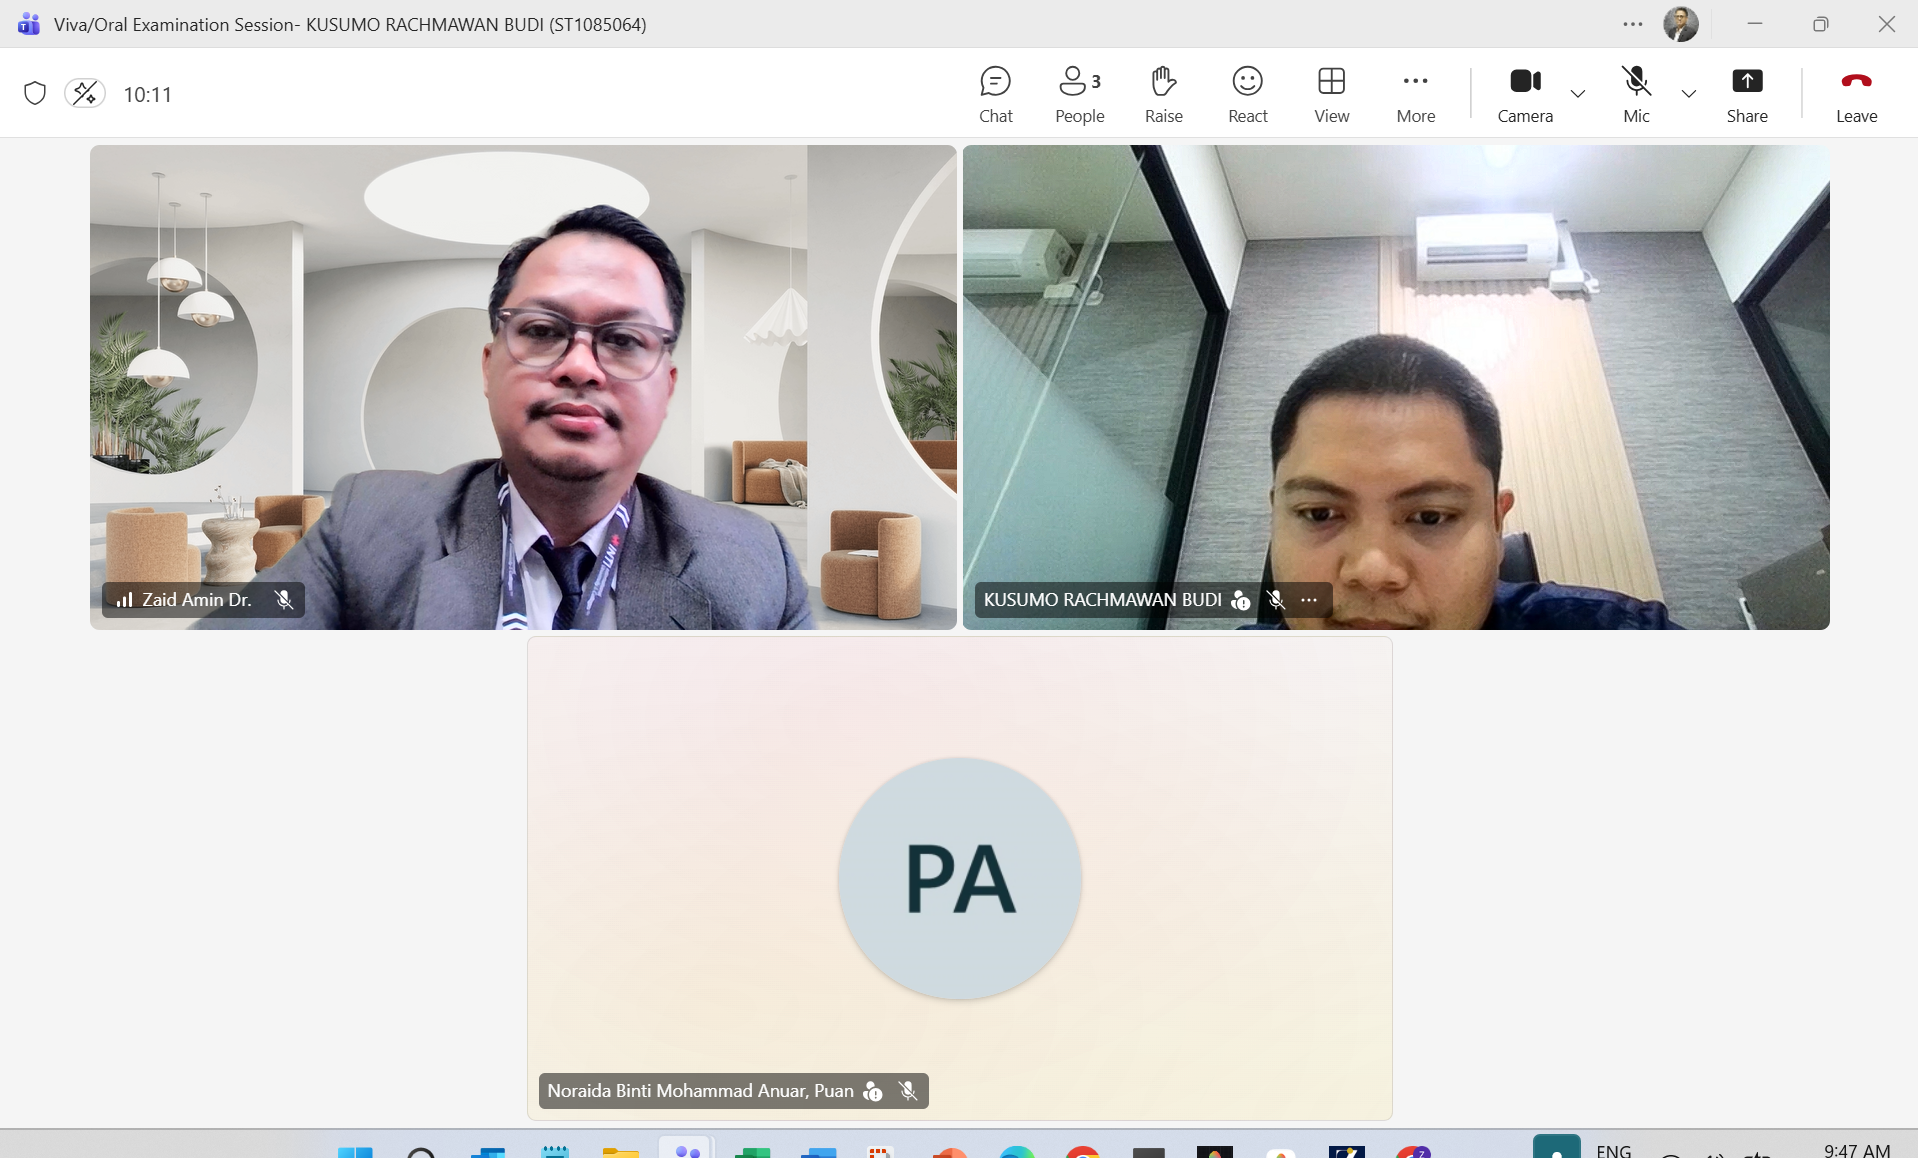 Viva/Oral Examination Session- KUSUMO RACHMAWAN BUDI (ST1085064)
10:11
Chat
People 3
Raise
React
View
More
Camera
Mic
Share
Leave
INTI
Zaid Amin Dr.
KUSUMO RACHMAWAN BUDI
PA
Noraida Binti Mohammad Anuar, Puan
ENG
9:47 AM